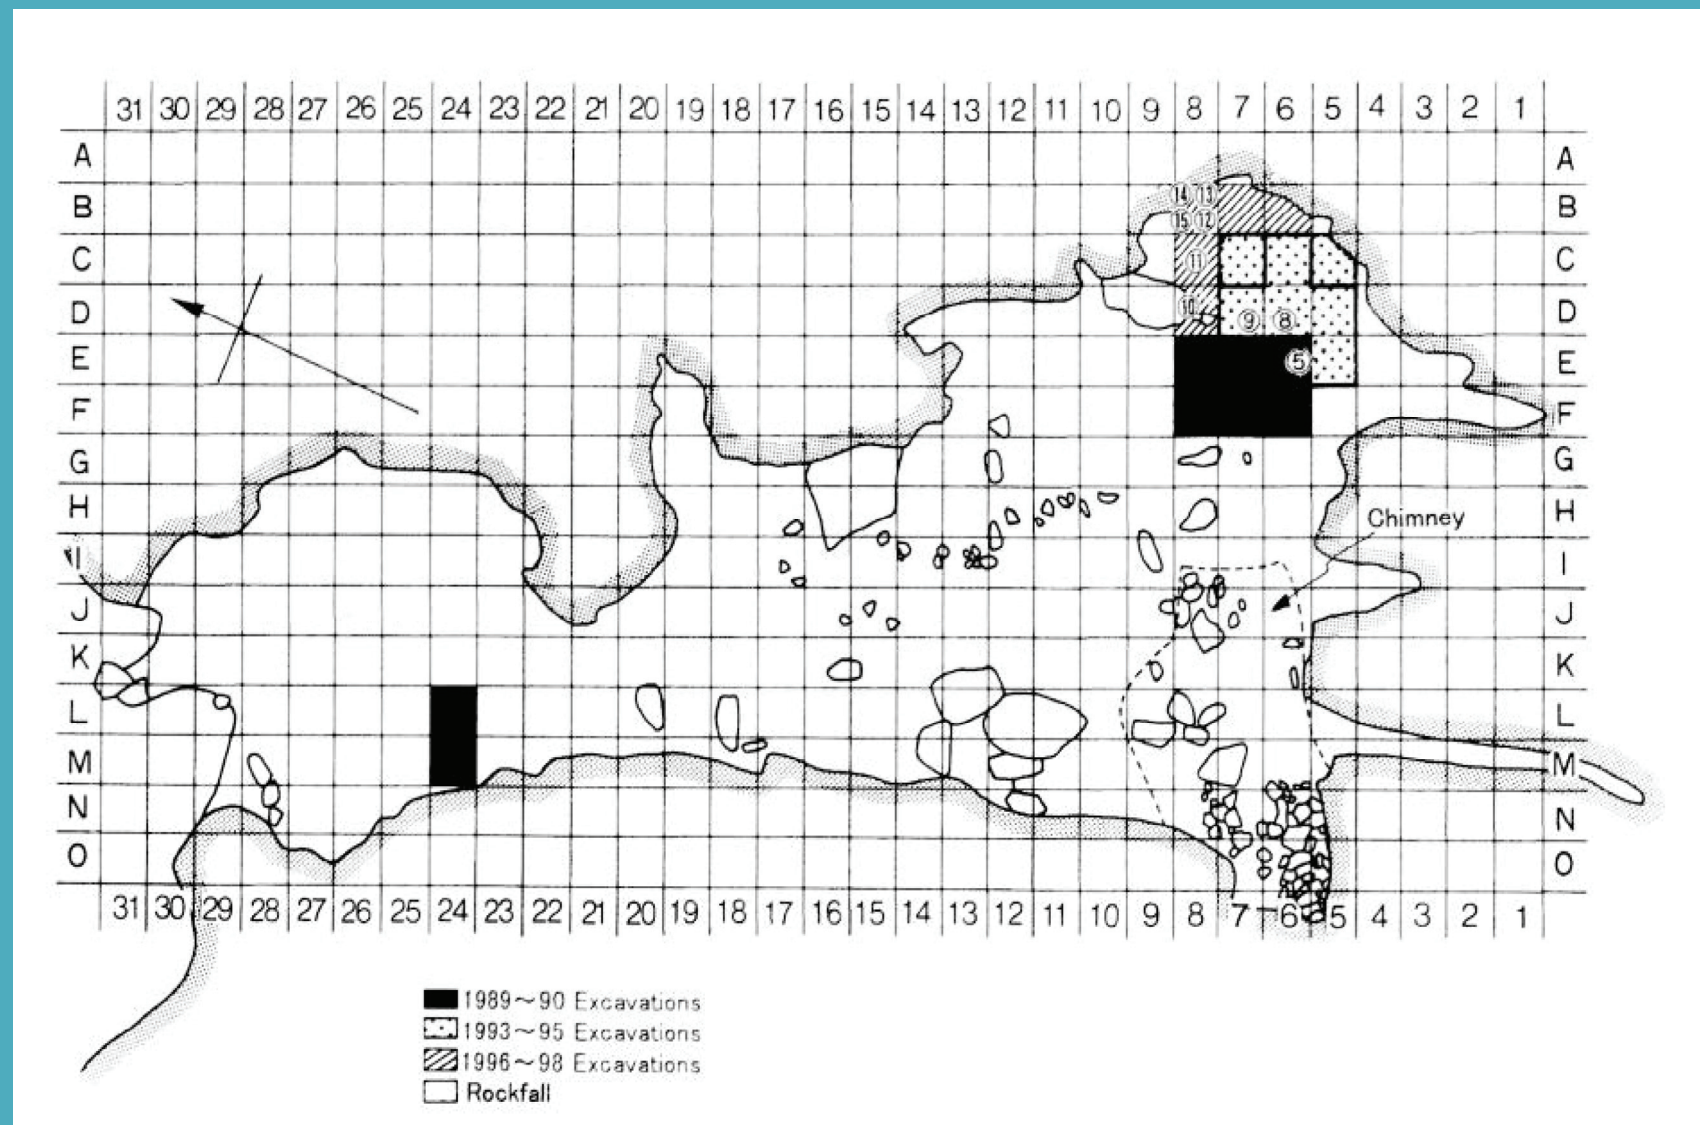 31 30 29 28 27 26 25 24 23 22 21 20 19 18 17 16 15 14 13 12 11 10 9 8 7 6 5 4 3 2 1
A A
B 14 13 B
15 12
C 11 C
D 10 9 8 D
E 5 E
F F
G G
H H
Chimney
I I
J J
K K
L L
M M
N N
O O
31 30 29 28 27 26 25 24 23 22 21 20 19 18 17 16 15 14 13 12 11 10 9 8 7 6 5 4 3 2 1
1989~90 Excavations
1993~95 Excavations
1996~98 Excavations
Rockfall